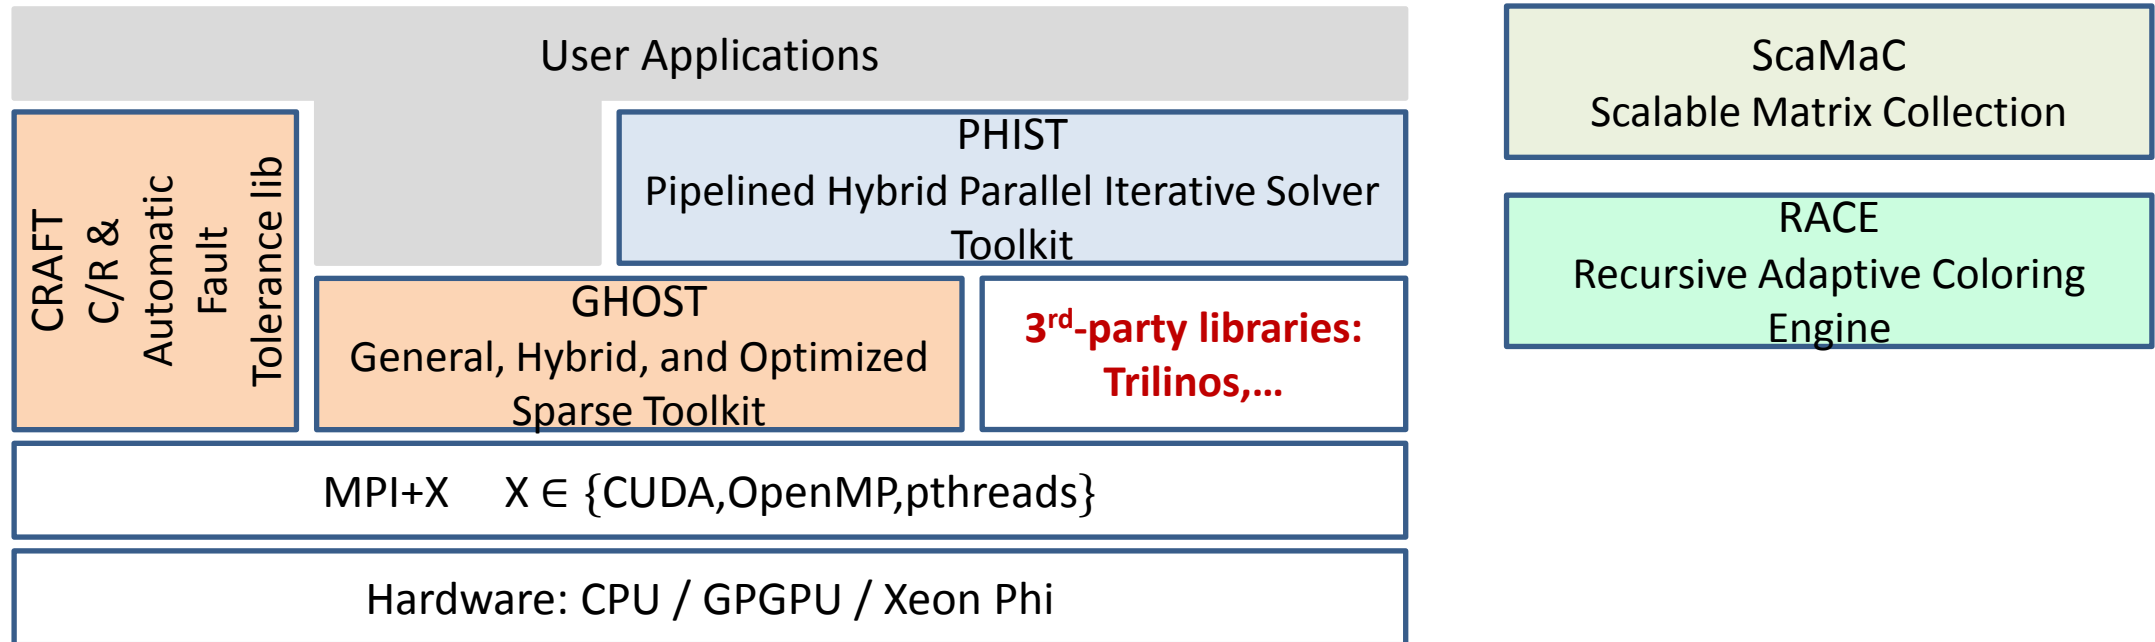 User Applications
CRAFT
C/R &
Automatic
Fault
Tolerance lib
PHIST
Pipelined Hybrid Parallel Iterative Solver
Toolkit
GHOST
General, Hybrid, and Optimized
Sparse Toolkit
3rd-party libraries:
Trilinos,...
MPI+X X ∈ {CUDA,OpenMP,pthreads}
Hardware: CPU / GPGPU / Xeon Phi
ScaMaC
Scalable Matrix Collection
RACE
Recursive Adaptive Coloring
Engine